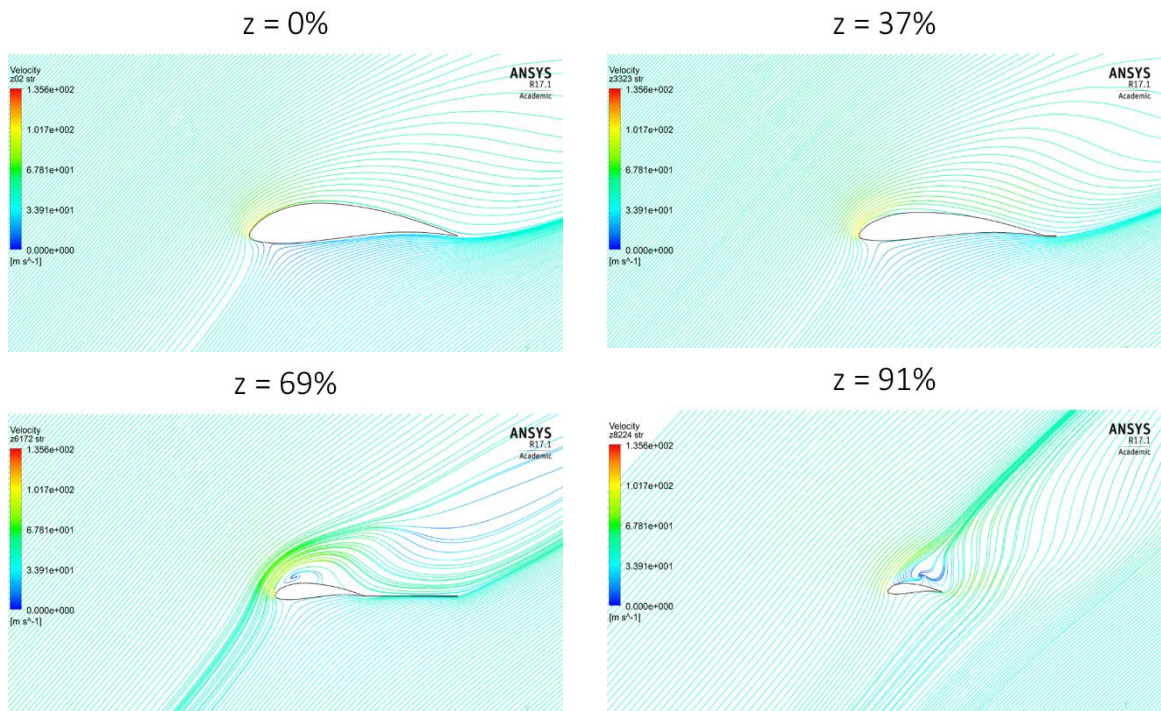 z = 0%
z = 37%
Velocity
z02 str
1.356e+002
1.017e+002
6.781e+001
3.391e+001
0.000e+000
[m s^-1]
ANSYS
R17.1
Academic
Velocity
z3323 str
1.356e+002
1.017e+002
6.781e+001
3.391e+001
0.000e+000
[m s^-1]
ANSYS
R17.1
Academic
z = 69%
z = 91%
Velocity
z6172 str
1.356e+002
1.017e+002
6.781e+001
3.391e+001
0.000e+000
[m s^-1]
ANSYS
R17.1
Academic
Velocity
z8224 str
1.356e+002
1.017e+002
6.781e+001
3.391e+001
0.000e+000
[m s^-1]
ANSYS
R17.1
Academic